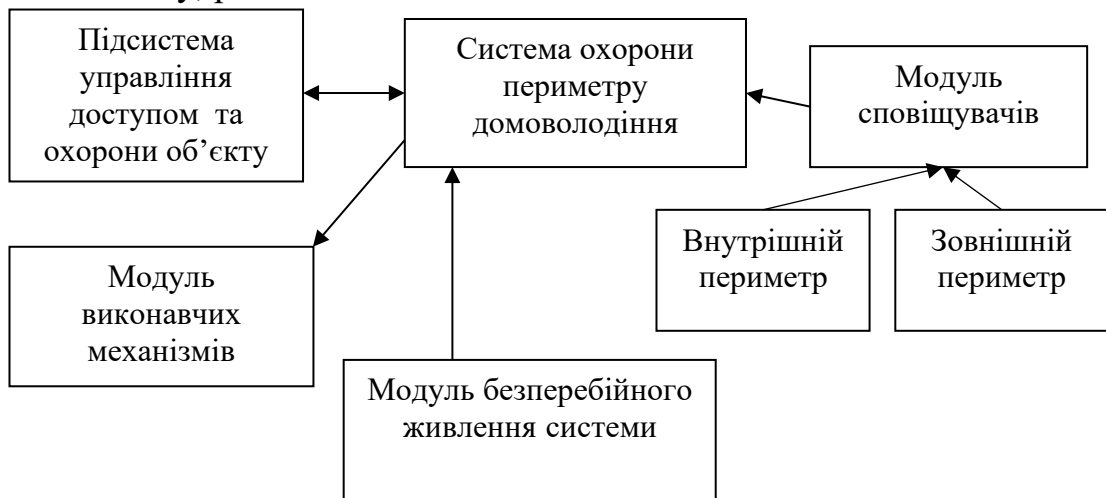 Підсистема
управління
доступом та
охорони об’єкту
Система охорони
периметру
домоволодіння
Модуль
сповіщувачів
Внутрішній
периметр
Зовнішній
периметр
Модуль
виконавчих
механізмів
Модуль безперебійного
живлення системи